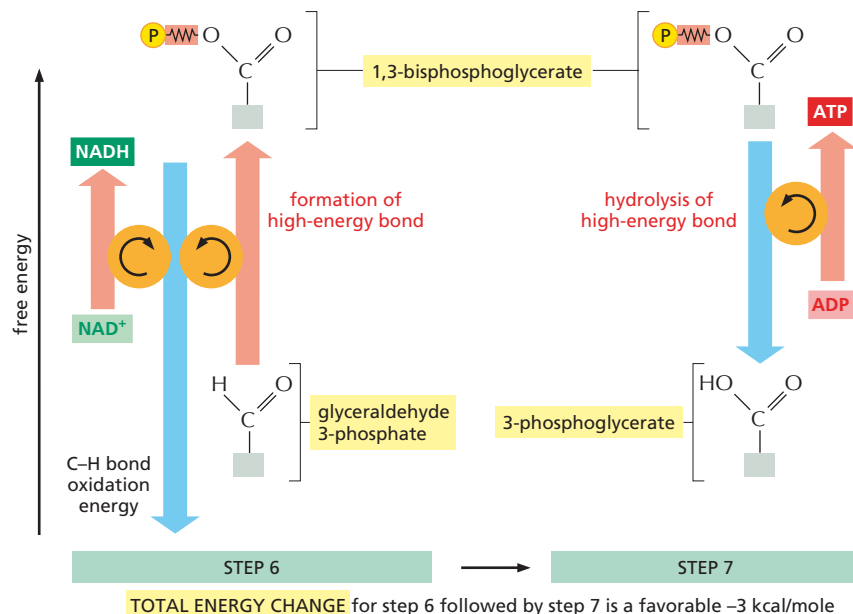 P O O
C
1,3-bisphosphoglycerate
P O O
C
NADH
ATP
formation of
high-energy bond
hydrolysis of
high-energy bond
free energy
NAD⁺
ADP
H O
C
glyceraldehyde
3-phosphate
3-phosphoglycerate
HO O
C
C–H bond
oxidation
energy
STEP 6
STEP 7
TOTAL ENERGY CHANGE for step 6 followed by step 7 is a favorable –3 kcal/mole